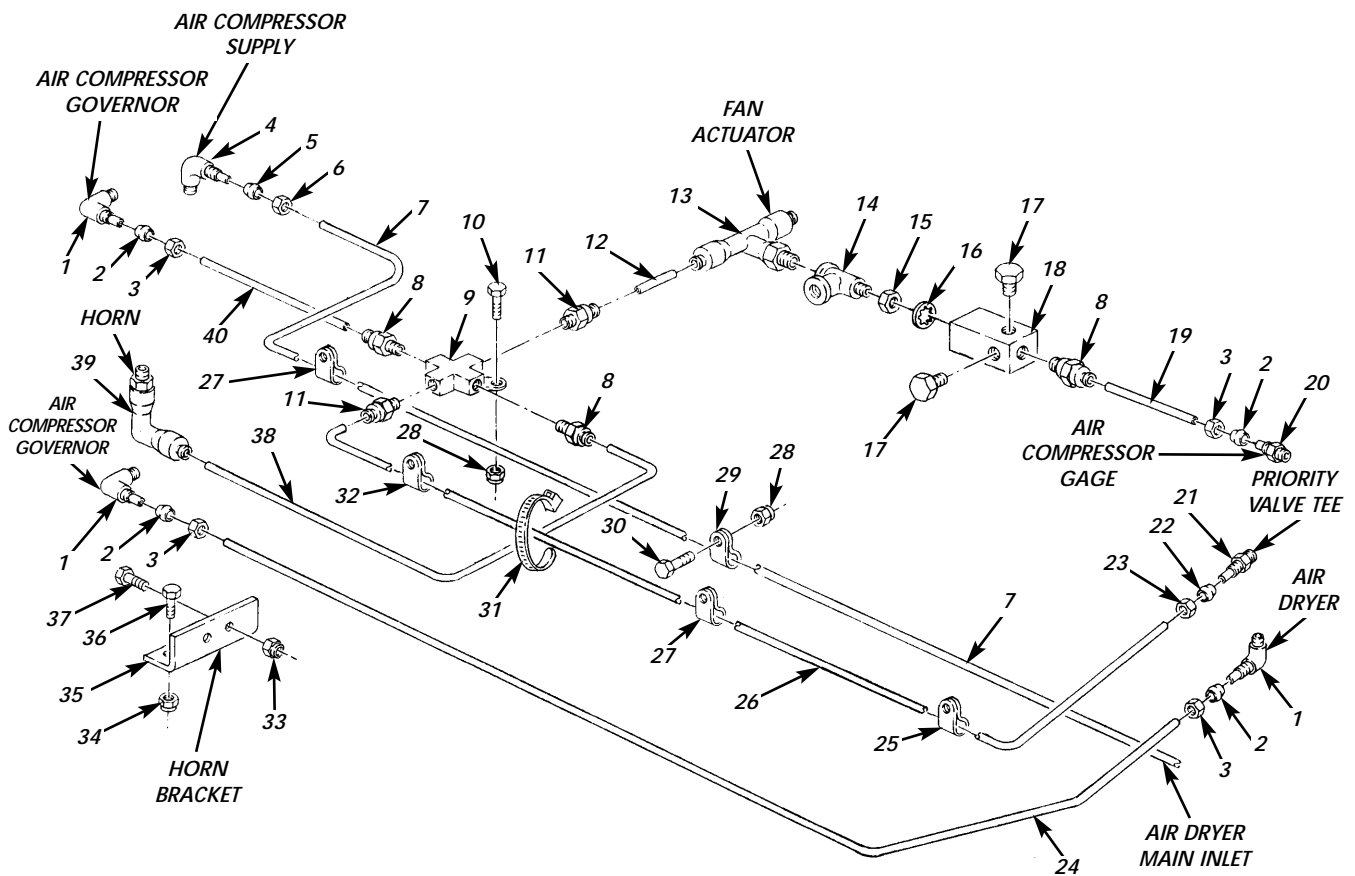 AIR COMPRESSOR
SUPPLY
AIR COMPRESSOR
GOVERNOR
4
5
6
7
FAN
ACTUATOR
13
14
15
16
17
18
8
19
3
2
20
10
11
12
1
2
3
40
8
9
HORN
27
39
AIR
COMPRESSOR
GOVERNOR
11
8
17
AIR
COMPRESSOR
GAGE
PRIORITY
VALVE TEE
38
28
32
29
28
21
22
23
AIR
DRYER
1
2
3
30
31
37
36
27
7
35
26
33
34
25
3
2
1
HORN
BRACKET
24
AIR DRYER
MAIN INLET